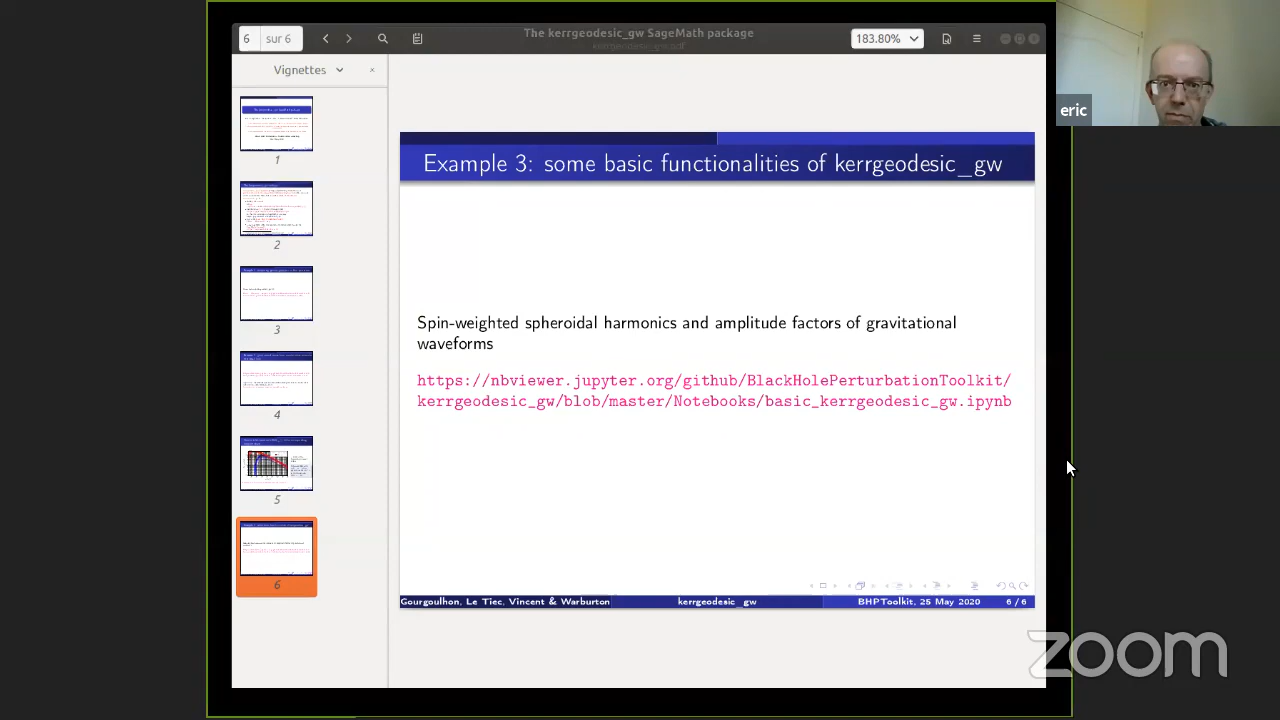 6 sur 6
The kerrgeodesic_gw SageMath package
kerrgeodesic_gw.pdf
183.80%
Vignettes
×
1
2
3
4
5
6
Example 3: some basic functionalities of kerrgeodesic_gw
Spin-weighted spheroidal harmonics and amplitude factors of gravitational
waveforms
https://nbviewer.jupyter.org/github/BlackHolePerturbationToolkit/
kerrgeodesic_gw/blob/master/Notebooks/basic_kerrgeodesic_gw.ipynb
Gourgoulhon, Le Tiec, Vincent & Warburton
kerrgeodesic_gw
BHPToolkit, 25 May 2020
6 / 6
eric
zoom